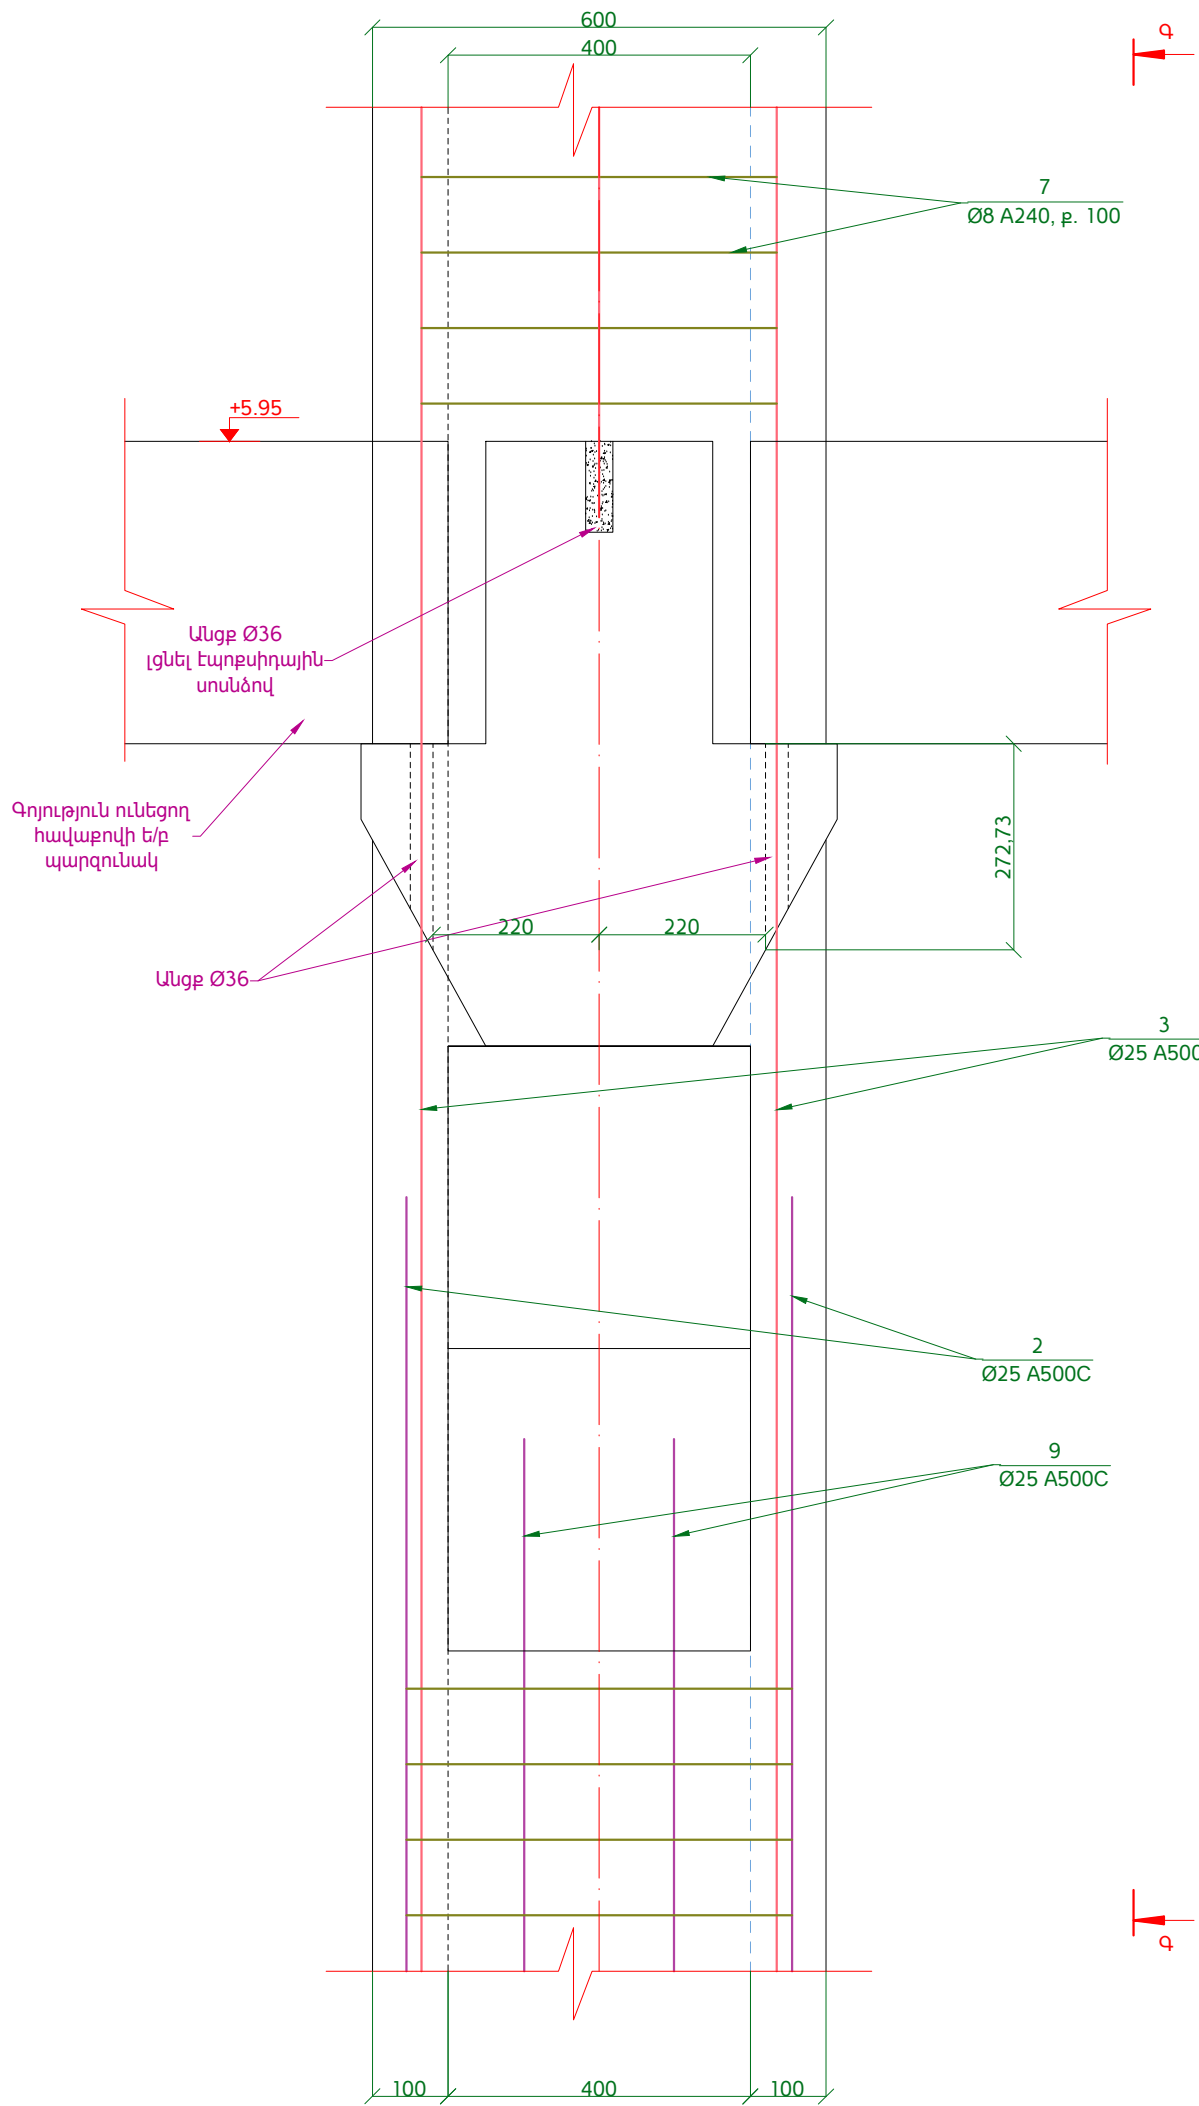 600
400
Գ
7
Ø8 A240, ք. 100
+5.95
Անցք Ø36
լցնել էպոքսիդային
սոսնձով
Գոյություն ունեցող
հավաքովի ե/բ
պարզունակ
272,73
220
220
Անցք Ø36
3
Ø25 A500
2
Ø25 A500C
9
Ø25 A500C
Գ
100
400
100